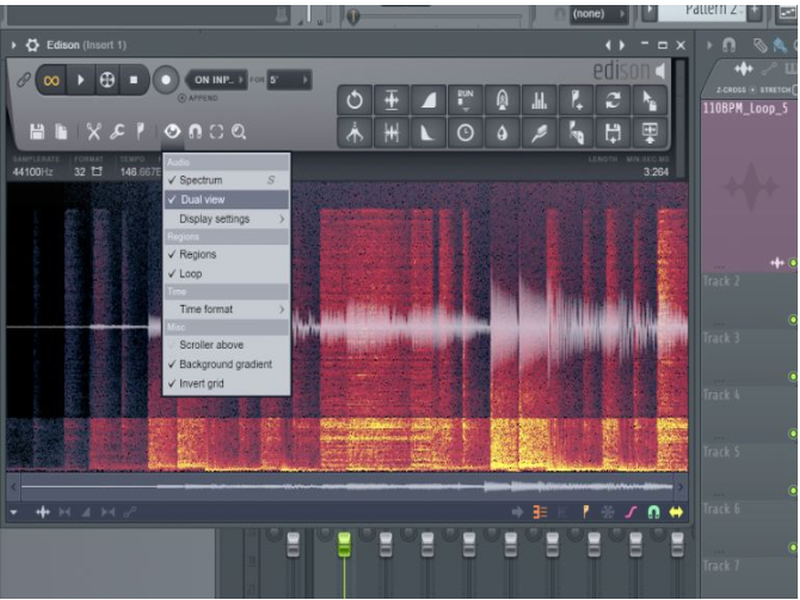 (none)
Pattern 2
Edison (Insert 1)
edison
ON INP..
FOR
5'
APPEND
RUN
Z-CROSS
STRETCH
110BPM_Loop_5
SAMPLERATE
FORMAT
TEMPO
LENGTH
MIN:SEC:MS
44100Hz
32
146.667
3.264
Audio
Spectrum S
Dual view
Display settings
Regions
Regions
Loop
Time
Time format
Misc
Scroller above
Background gradient
Invert grid
Track 2
Track 3
Track 4
Track 5
Track 6
Track 7